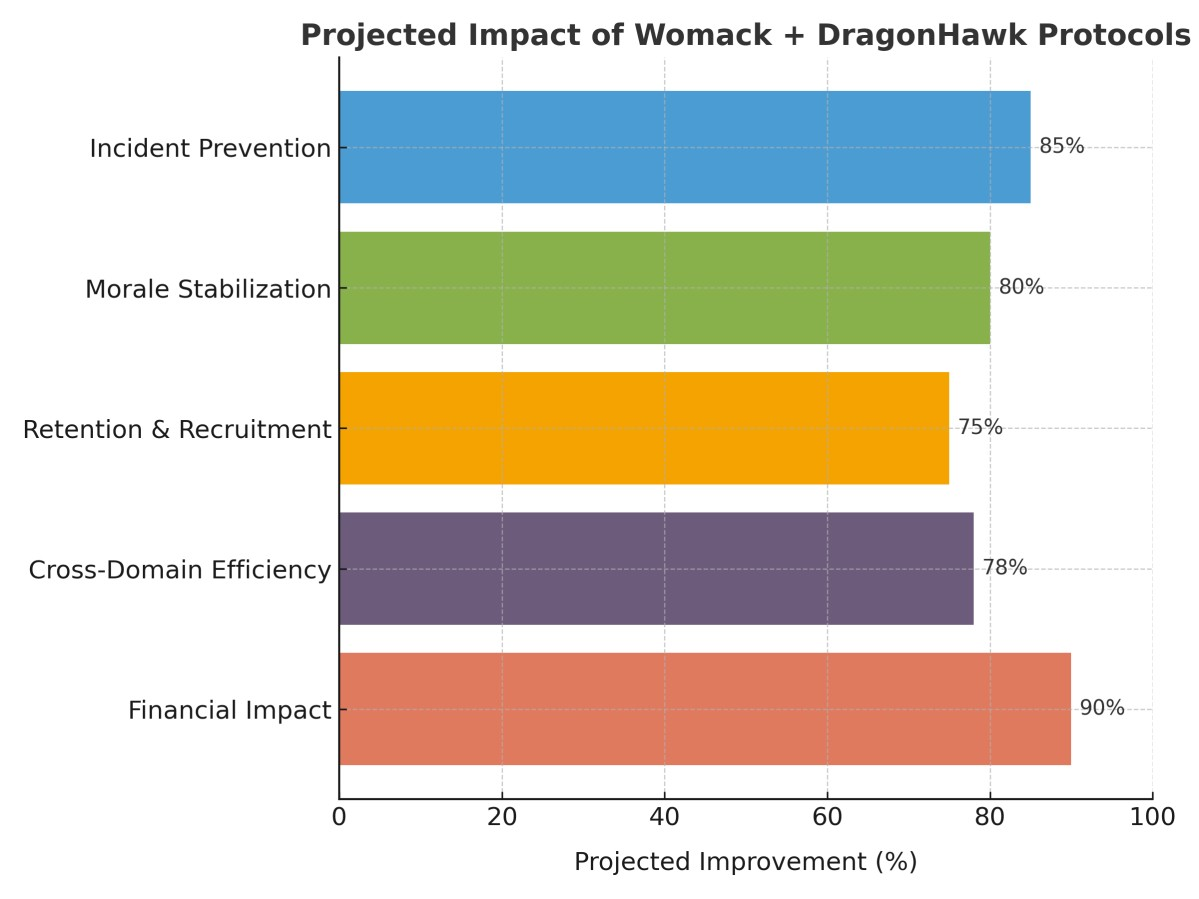 Projected Impact of Womack + DragonHawk Protocols
Incident Prevention
85%
Morale Stabilization
80%
Retention & Recruitment
75%
Cross-Domain Efficiency
78%
Financial Impact
90%
0 20 40 60 80 100
Projected Improvement (%)